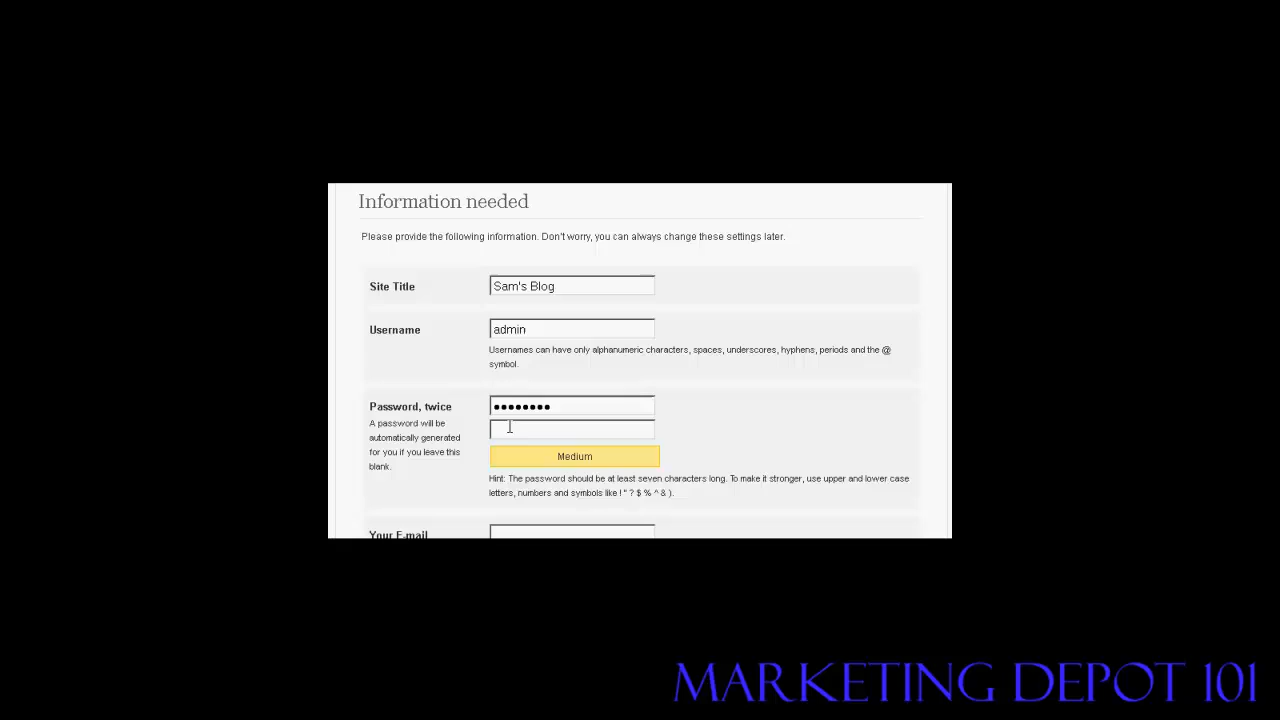 Information needed
Please provide the following information. Don't worry, you can always change these settings later.
Site Title
Sam's Blog
Username
admin
Usernames can have only alphanumeric characters, spaces, underscores, hyphens, periods and the @
symbol.
Password, twice
••••••••
A password will be
automatically generated
for you if you leave this
blank.
Medium
Hint: The password should be at least seven characters long. To make it stronger, use upper and lower case
letters, numbers and symbols like ! " ? $ % ^ & ).
Your E-mail
MARKETING DEPOT 101